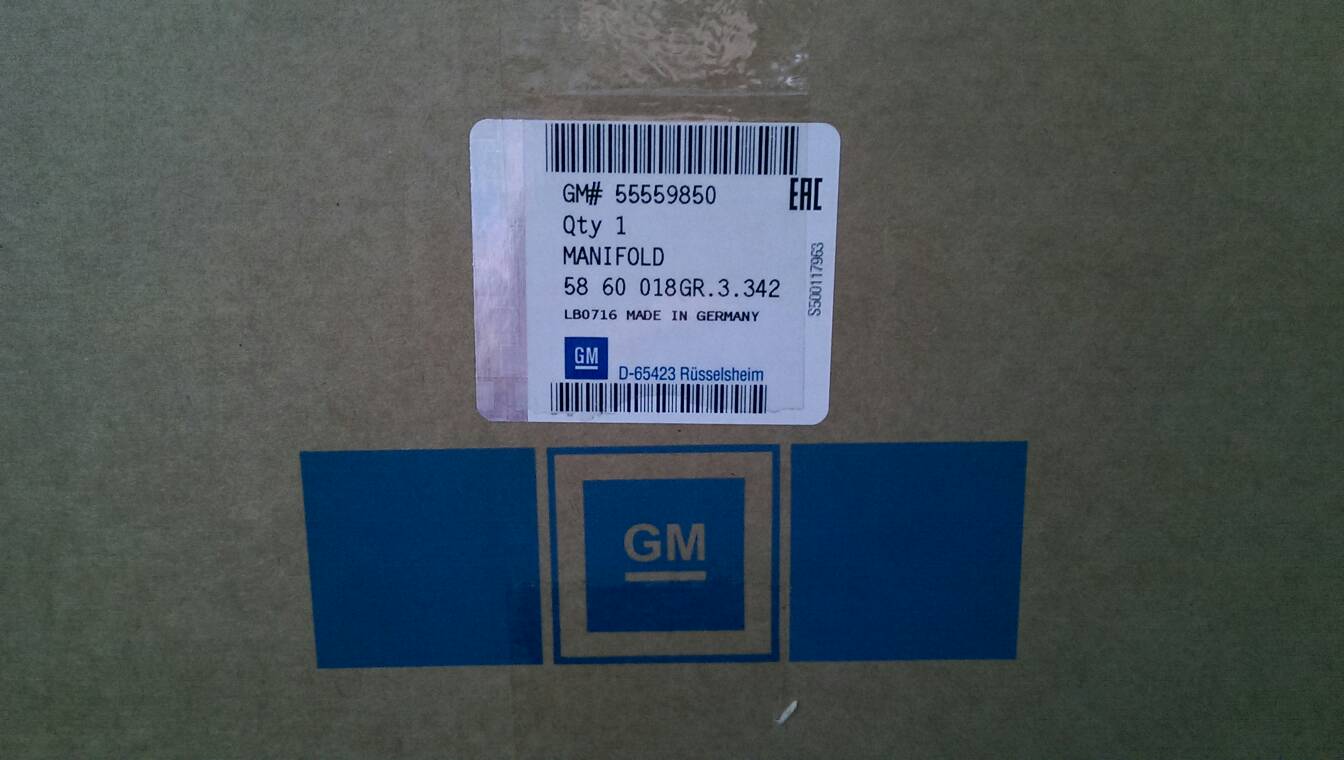 GM# 55559850
EAC
Qty 1
MANIFOLD
58 60 018GR.3.342
S500117963
LB0716 MADE IN GERMANY
GM
D-65423 Rüsselsheim
GM